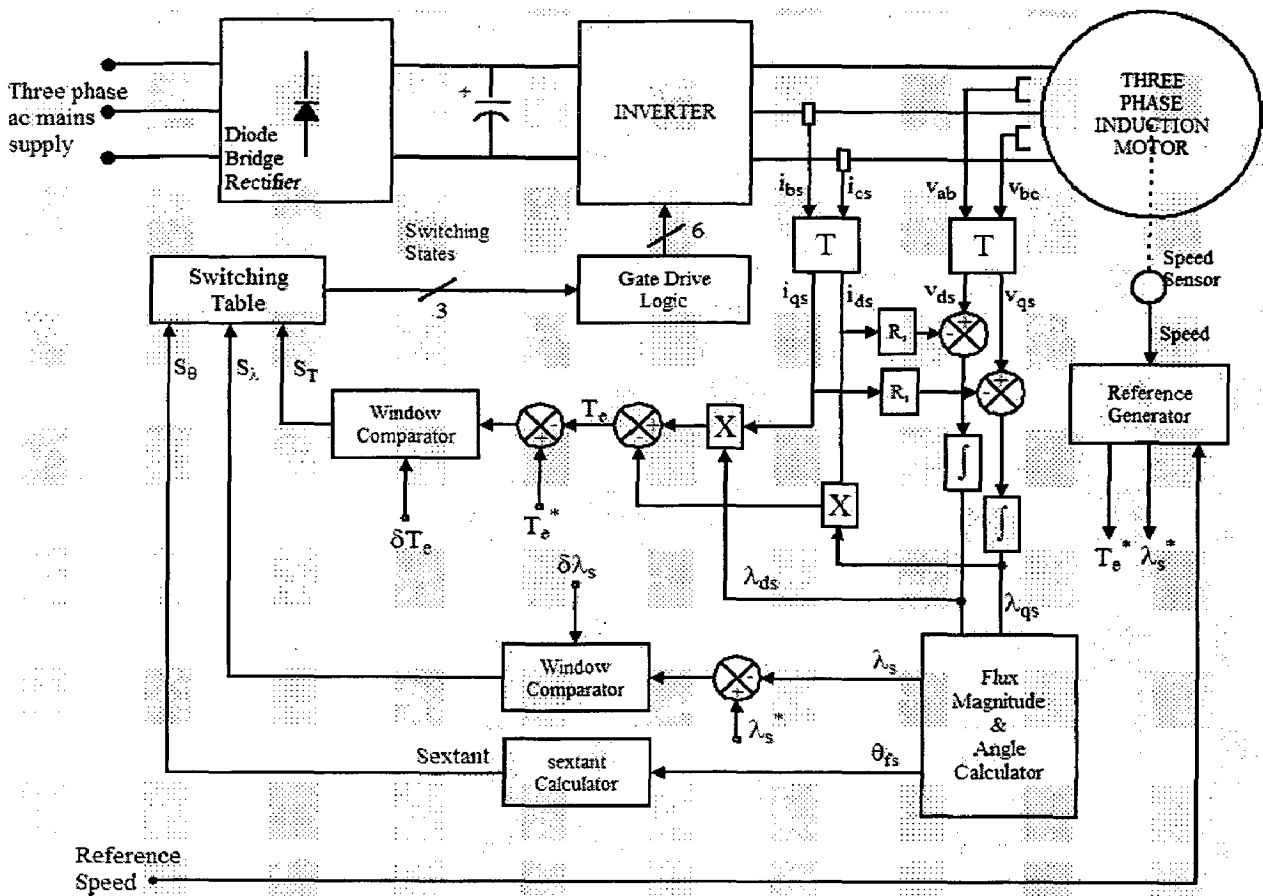 Three phase
ac mains
supply
Diode
Bridge
Rectifier
+
INVERTER
THREE
PHASE
INDUCTION
MOTOR
i_bs
i_cs
v_ab
v_bc
T
T
Switching
States
6
3
Switching
Table
Gate Drive
Logic
i_qs
i_ds
v_ds
v_qs
Speed
Sensor
Speed
R_s
+
-
R_s
+
-
Reference
Generator
S_θ
S_λ
S_T
Window
Comparator
T_e
-
+
+
-
X
X
∫
∫
δT_e
T_e*
T_e*
λ_s*
δλ_s
λ_ds
λ_qs
Window
Comparator
-
+
λ_s
λ_s*
Flux
Magnitude
&
Angle
Calculator
Sextant
sextant
Calculator
θ_fs
Reference
Speed